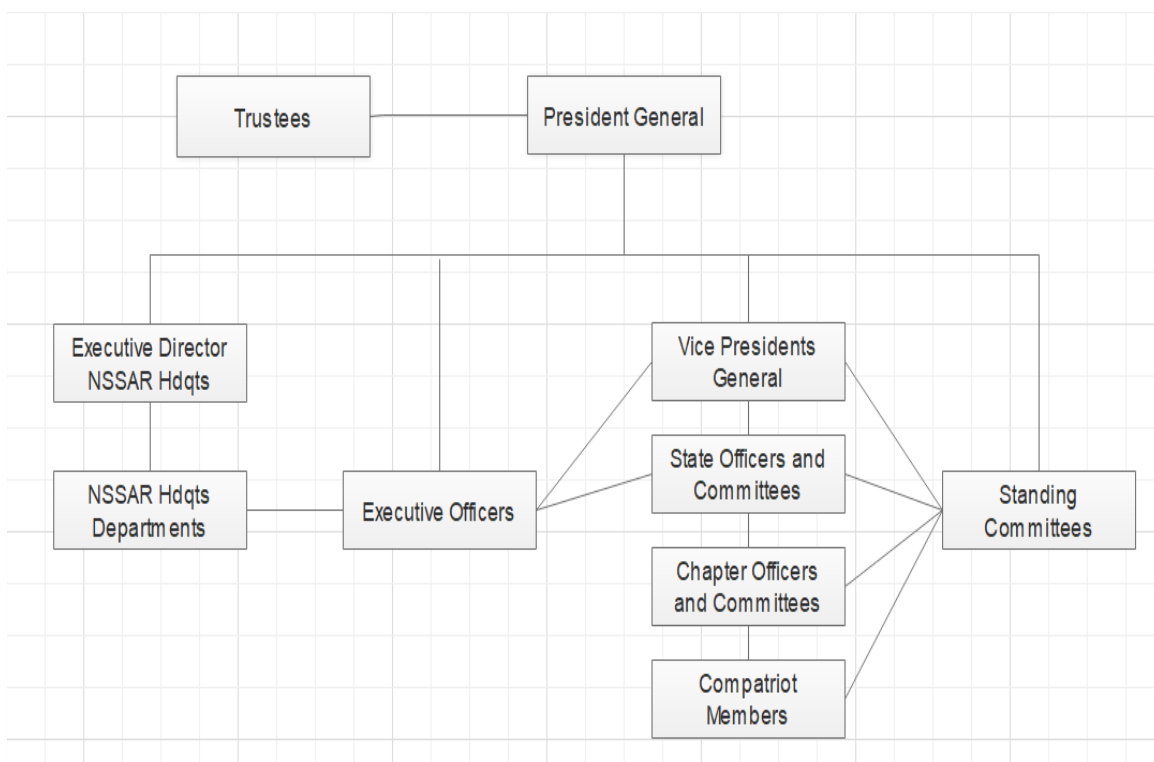 Trustees
President General
Executive Director
NSSAR Hdqts
Vice Presidents
General
State Officers and
Committees
NSSAR Hdqts
Departments
Executive Officers
Standing
Committees
Chapter Officers
and Committees
Compatriot
Members